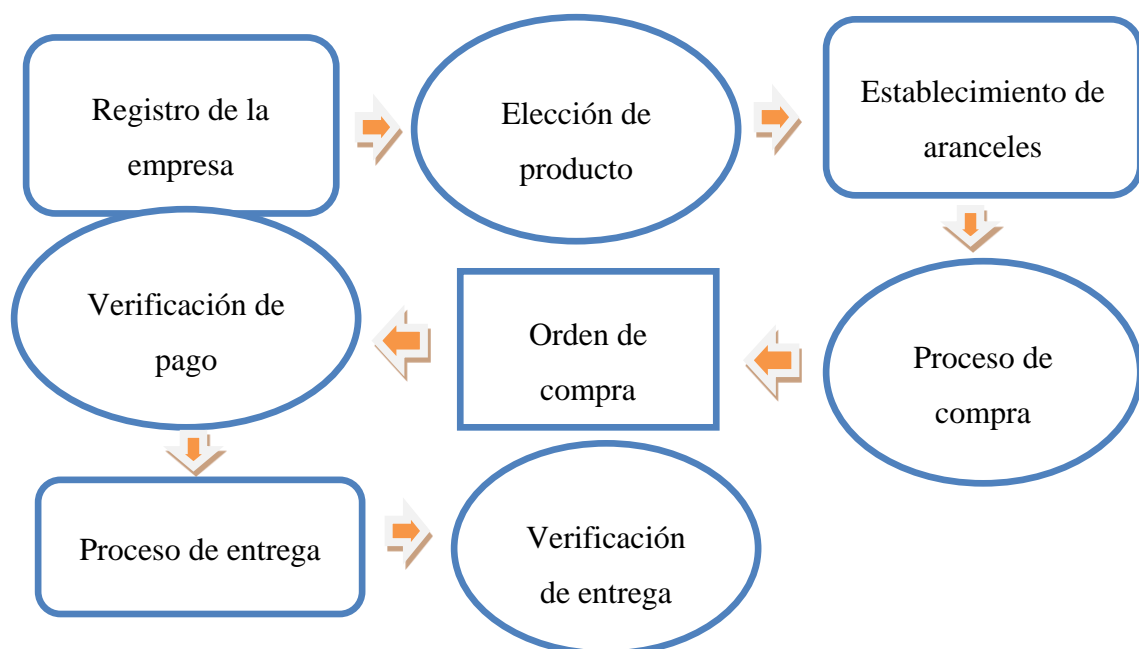 Registro de la
empresa
Elección de
producto
Establecimiento de
aranceles
Proceso de
compra
Orden de
compra
Verificación de
pago
Proceso de entrega
Verificación
de entrega